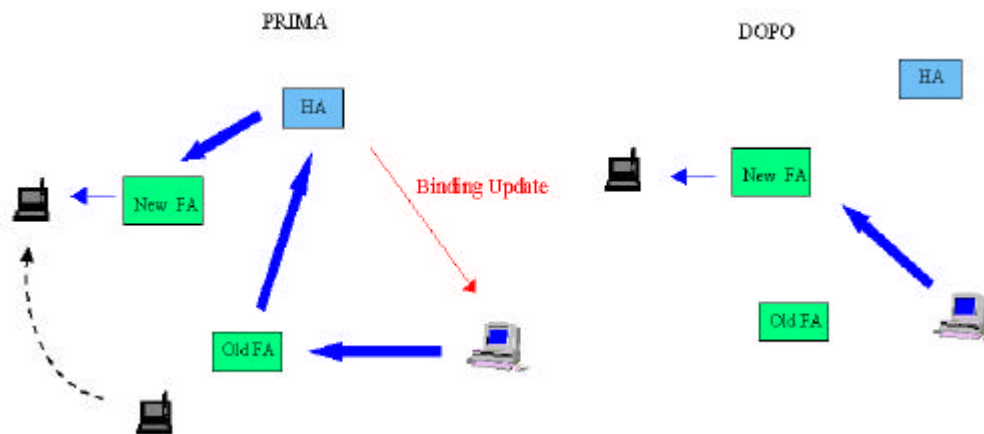 PRIMA
HA
Binding Update
New FA
Old FA
DOPO
HA
New FA
Old FA